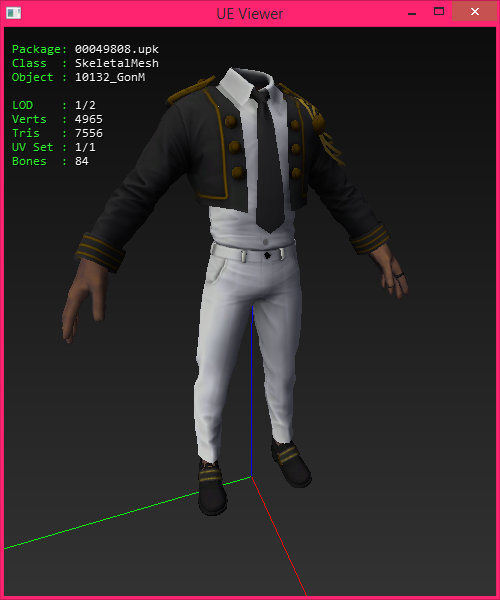 UE Viewer
Package: 00049808.upk
Class  : SkeletalMesh
Object : 10132_GonM
LOD    : 1/2
Verts  : 4965
Tris   : 7556
UV Set : 1/1
Bones  : 84